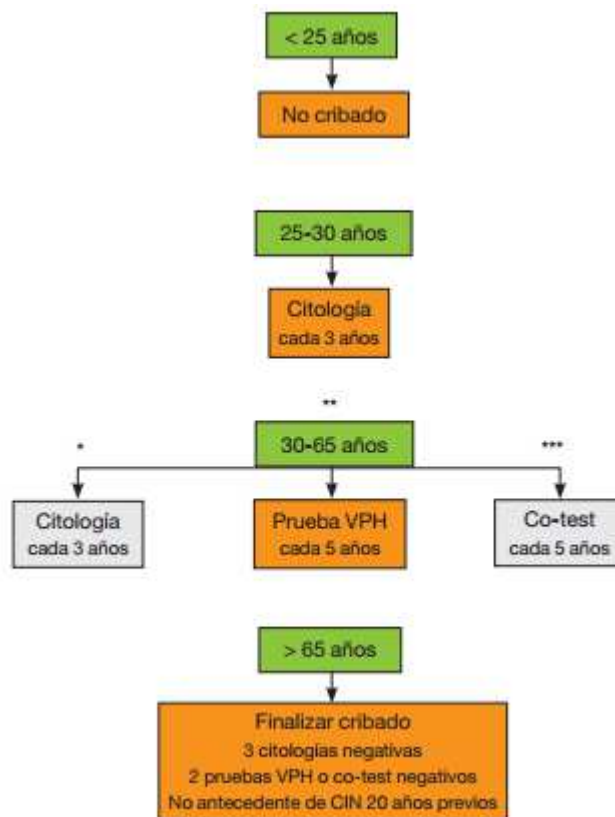 < 25 años
No cribado
25-30 años
Citología
cada 3 años
**
30-65 años
*
***
Citología
cada 3 años
Prueba VPH
cada 5 años
Co-test
cada 5 años
> 65 años
Finalizar cribado
3 citologías negativas
2 pruebas VPH o co-test negativos
No antecedente de CIN 20 años previos